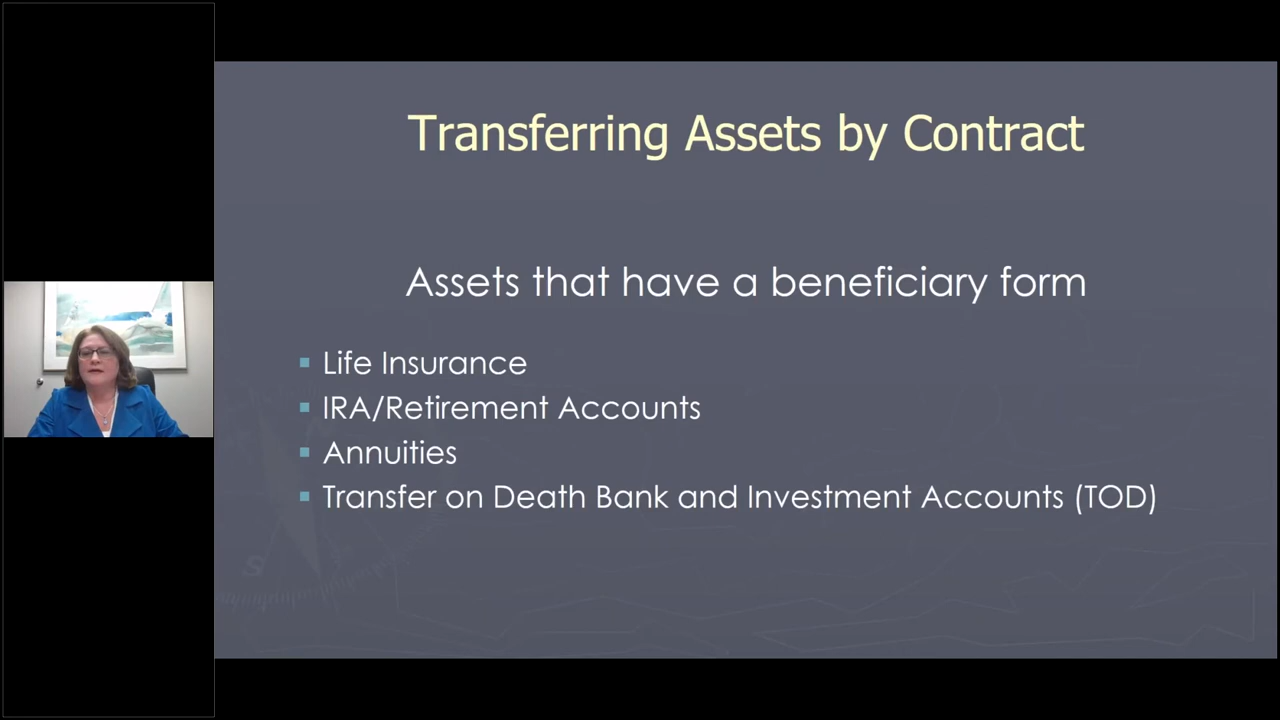 Transferring Assets by Contract
Assets that have a beneficiary form
Life Insurance
IRA/Retirement Accounts
Annuities
Transfer on Death Bank and Investment Accounts (TOD)